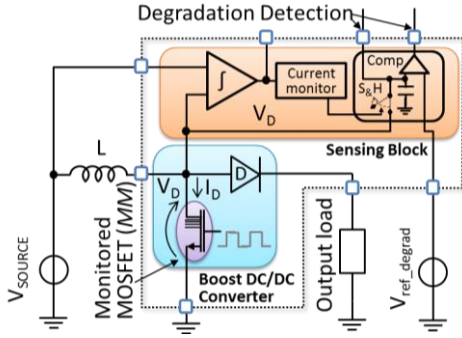 Degradation Detection
Comp
∫
Current
monitor
S&H
V_D
Sensing Block
L
V_D
I_D
D
Monitored
MOSFET (MM)
Boost DC/DC
Converter
Output load
V_SOURCE
V_ref_degrad